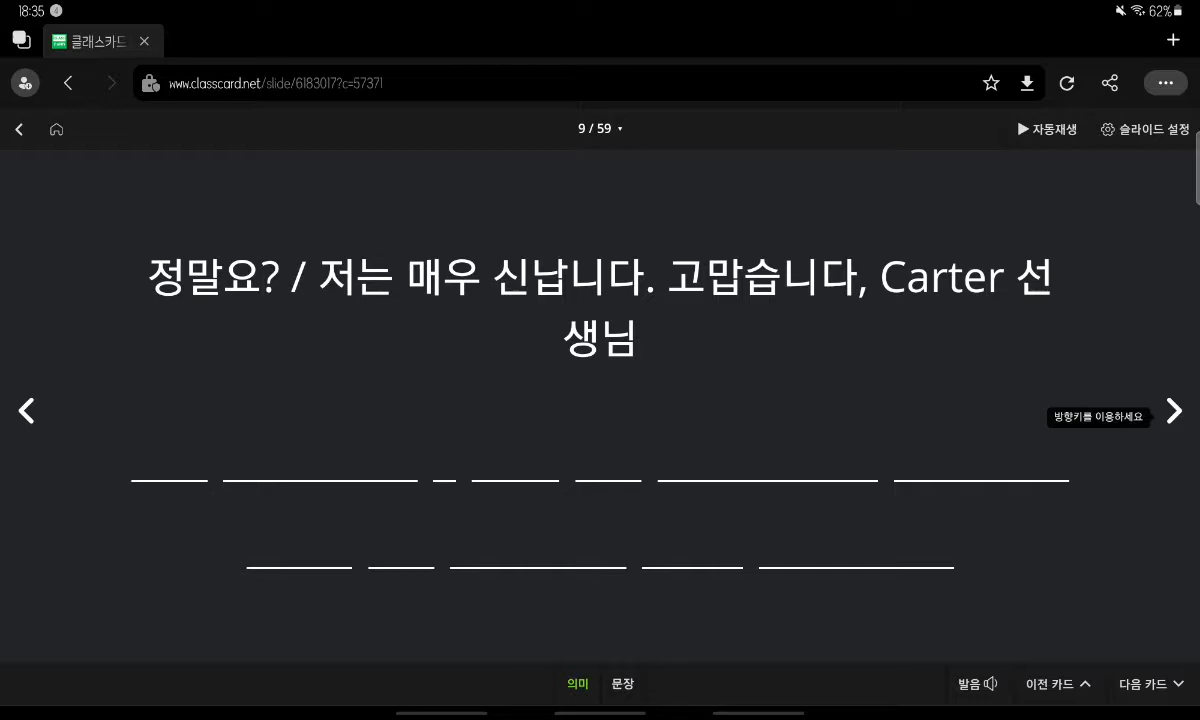 18:35 4 62%
클래스카드
www.classcard.net/slide/6183017?c=57371
9 / 59 자동재생 슬라이드 설정
정말요? / 저는 매우 신납니다. 고맙습니다, Carter 선
생님
방향키를 이용하세요
의미 문장 발음 이전 카드 다음 카드